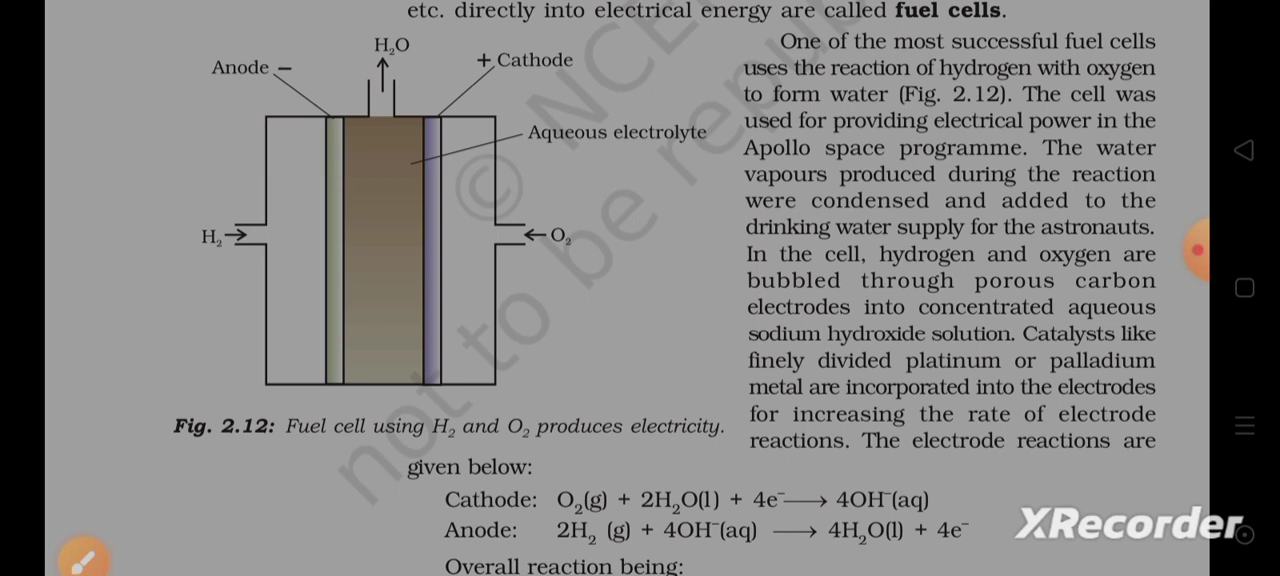 etc. directly into electrical energy are called fuel cells.
H₂O
Anode −
+ Cathode
Aqueous electrolyte
H₂
O₂
Fig. 2.12: Fuel cell using H₂ and O₂ produces electricity.
One of the most successful fuel cells
uses the reaction of hydrogen with oxygen
to form water (Fig. 2.12). The cell was
used for providing electrical power in the
Apollo space programme. The water
vapours produced during the reaction
were condensed and added to the
drinking water supply for the astronauts.
In the cell, hydrogen and oxygen are
bubbled through porous carbon
electrodes into concentrated aqueous
sodium hydroxide solution. Catalysts like
finely divided platinum or palladium
metal are incorporated into the electrodes
for increasing the rate of electrode
reactions. The electrode reactions are
given below:
Cathode: O₂(g) + 2H₂O(l) + 4e⁻ ⟶ 4OH⁻(aq)
Anode: 2H₂ (g) + 4OH⁻(aq) ⟶ 4H₂O(l) + 4e⁻
Overall reaction being:
© NCE
not to be repub
XRecorder